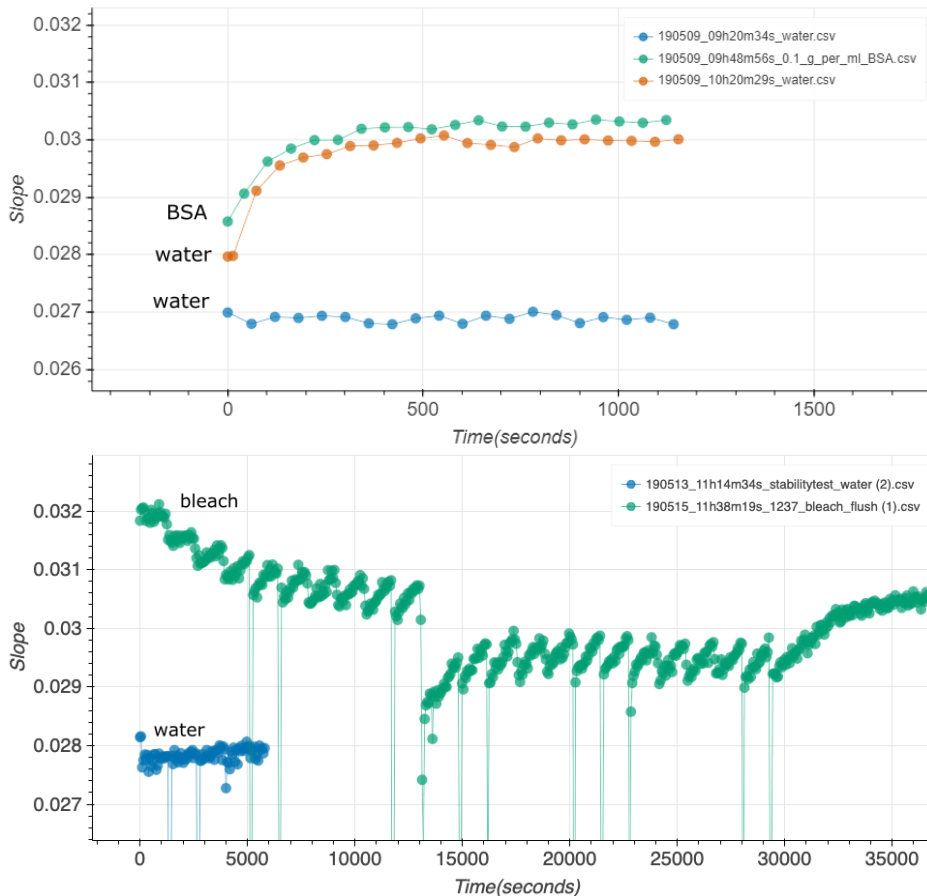 0.032
0.031
0.03
0.029
0.028
0.027
0.026
Slope
190509_09h20m34s_water.csv
190509_09h48m56s_0.1_g_per_ml_BSA.csv
190509_10h20m29s_water.csv
BSA
water
water
0 500 1000 1500
Time(seconds)
0.032
0.031
0.03
0.029
0.028
0.027
Slope
190513_11h14m34s_stabilitytest_water (2).csv
190515_11h38m19s_1237_bleach_flush (1).csv
bleach
water
0 5000 10000 15000 20000 25000 30000 35000
Time(seconds)